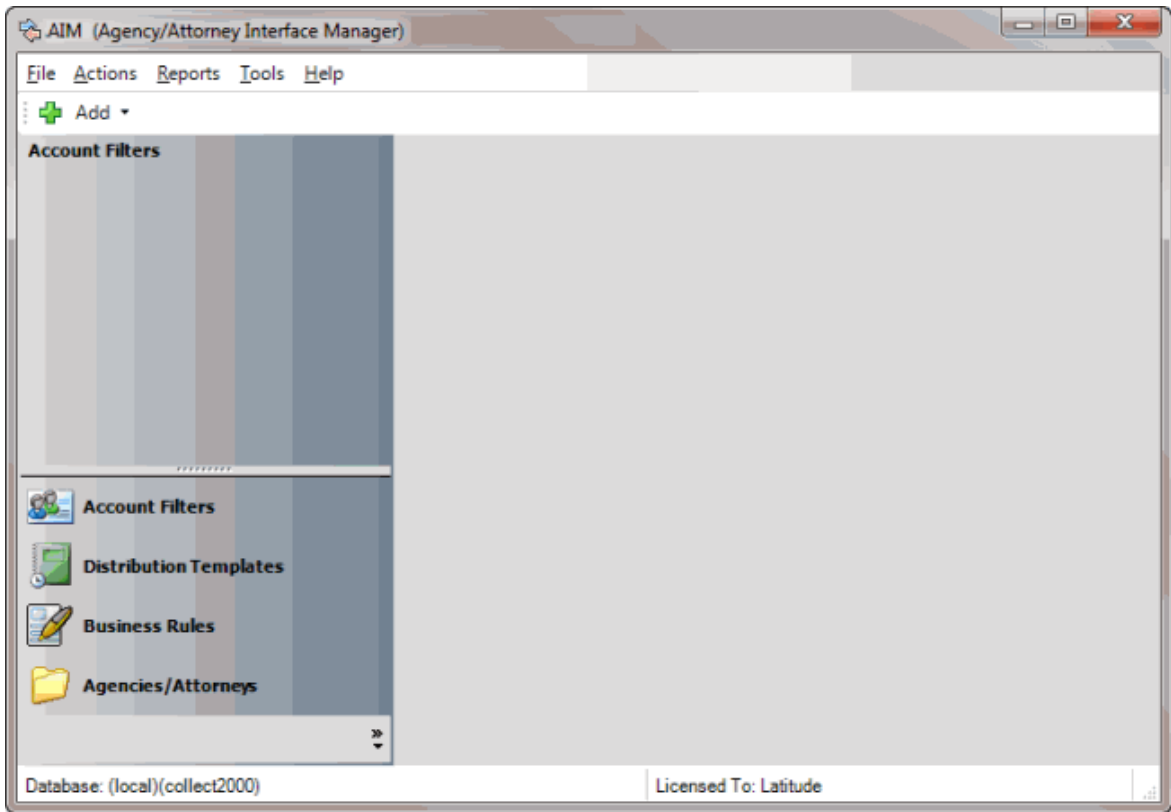 AIM (Agency/Attorney Interface Manager)
File Actions Reports Tools Help
Add
Account Filters
Account Filters
Distribution Templates
Business Rules
Agencies/Attorneys
Database: (local)(collect2000) Licensed To: Latitude